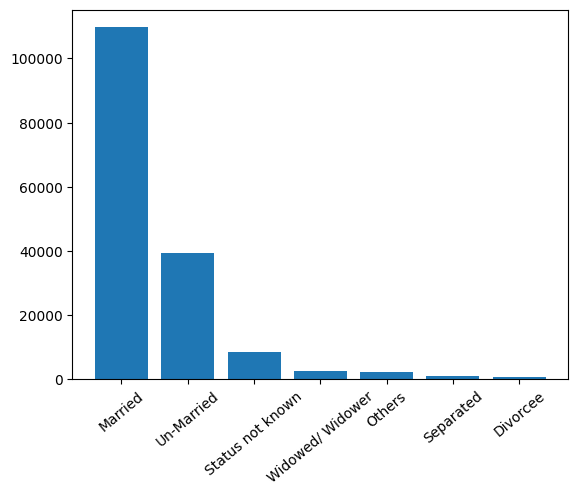 100000
80000
60000
40000
20000
0
Married
Un-Married
Status not known
Widowed/ Widower
Others
Separated
Divorcee